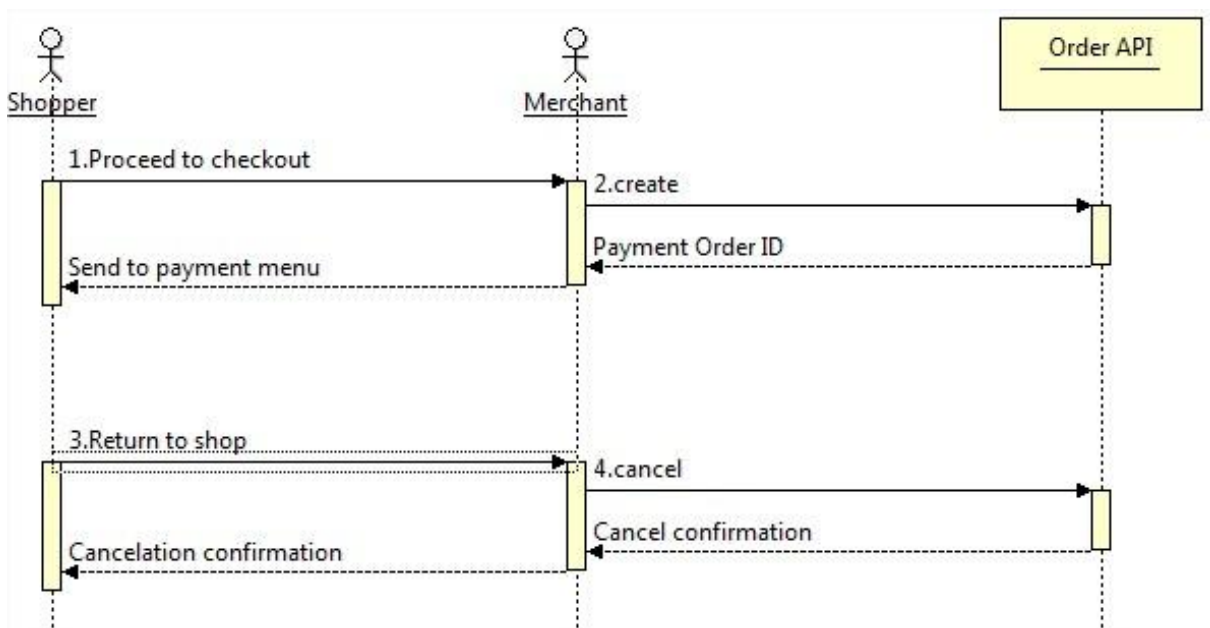 Order API
Shopper
Merchant
1.Proceed to checkout
2.create
Payment Order ID
Send to payment menu
3.Return to shop
4.cancel
Cancel confirmation
Cancelation confirmation